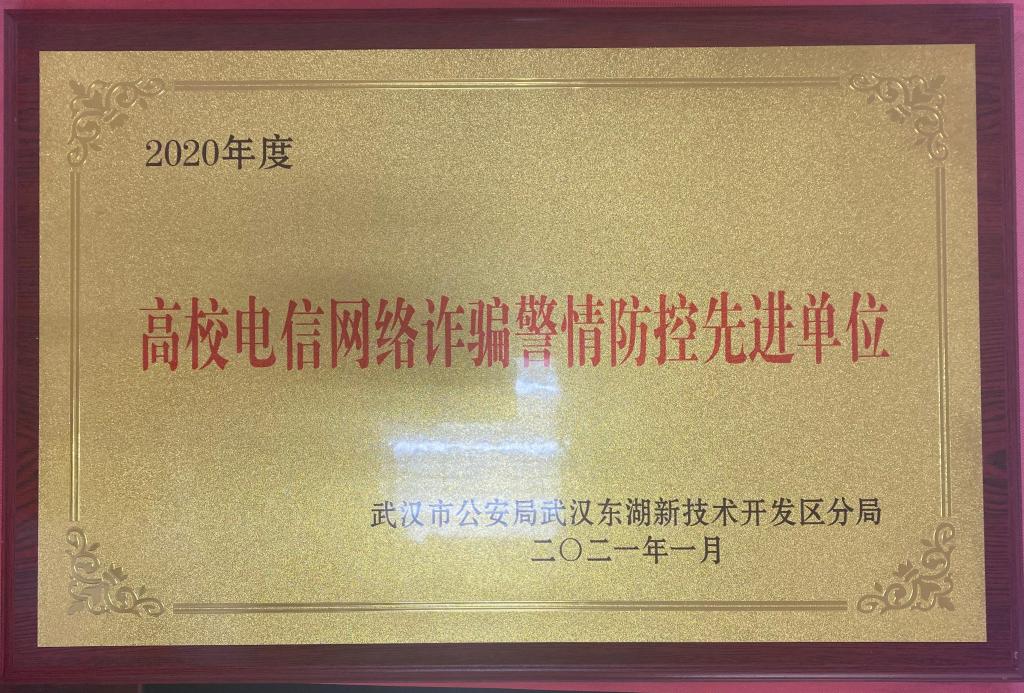 2020年度
高校电信网络诈骗警情防控先进单位
武汉市公安局武汉东湖新技术开发区分局
二〇二一年一月